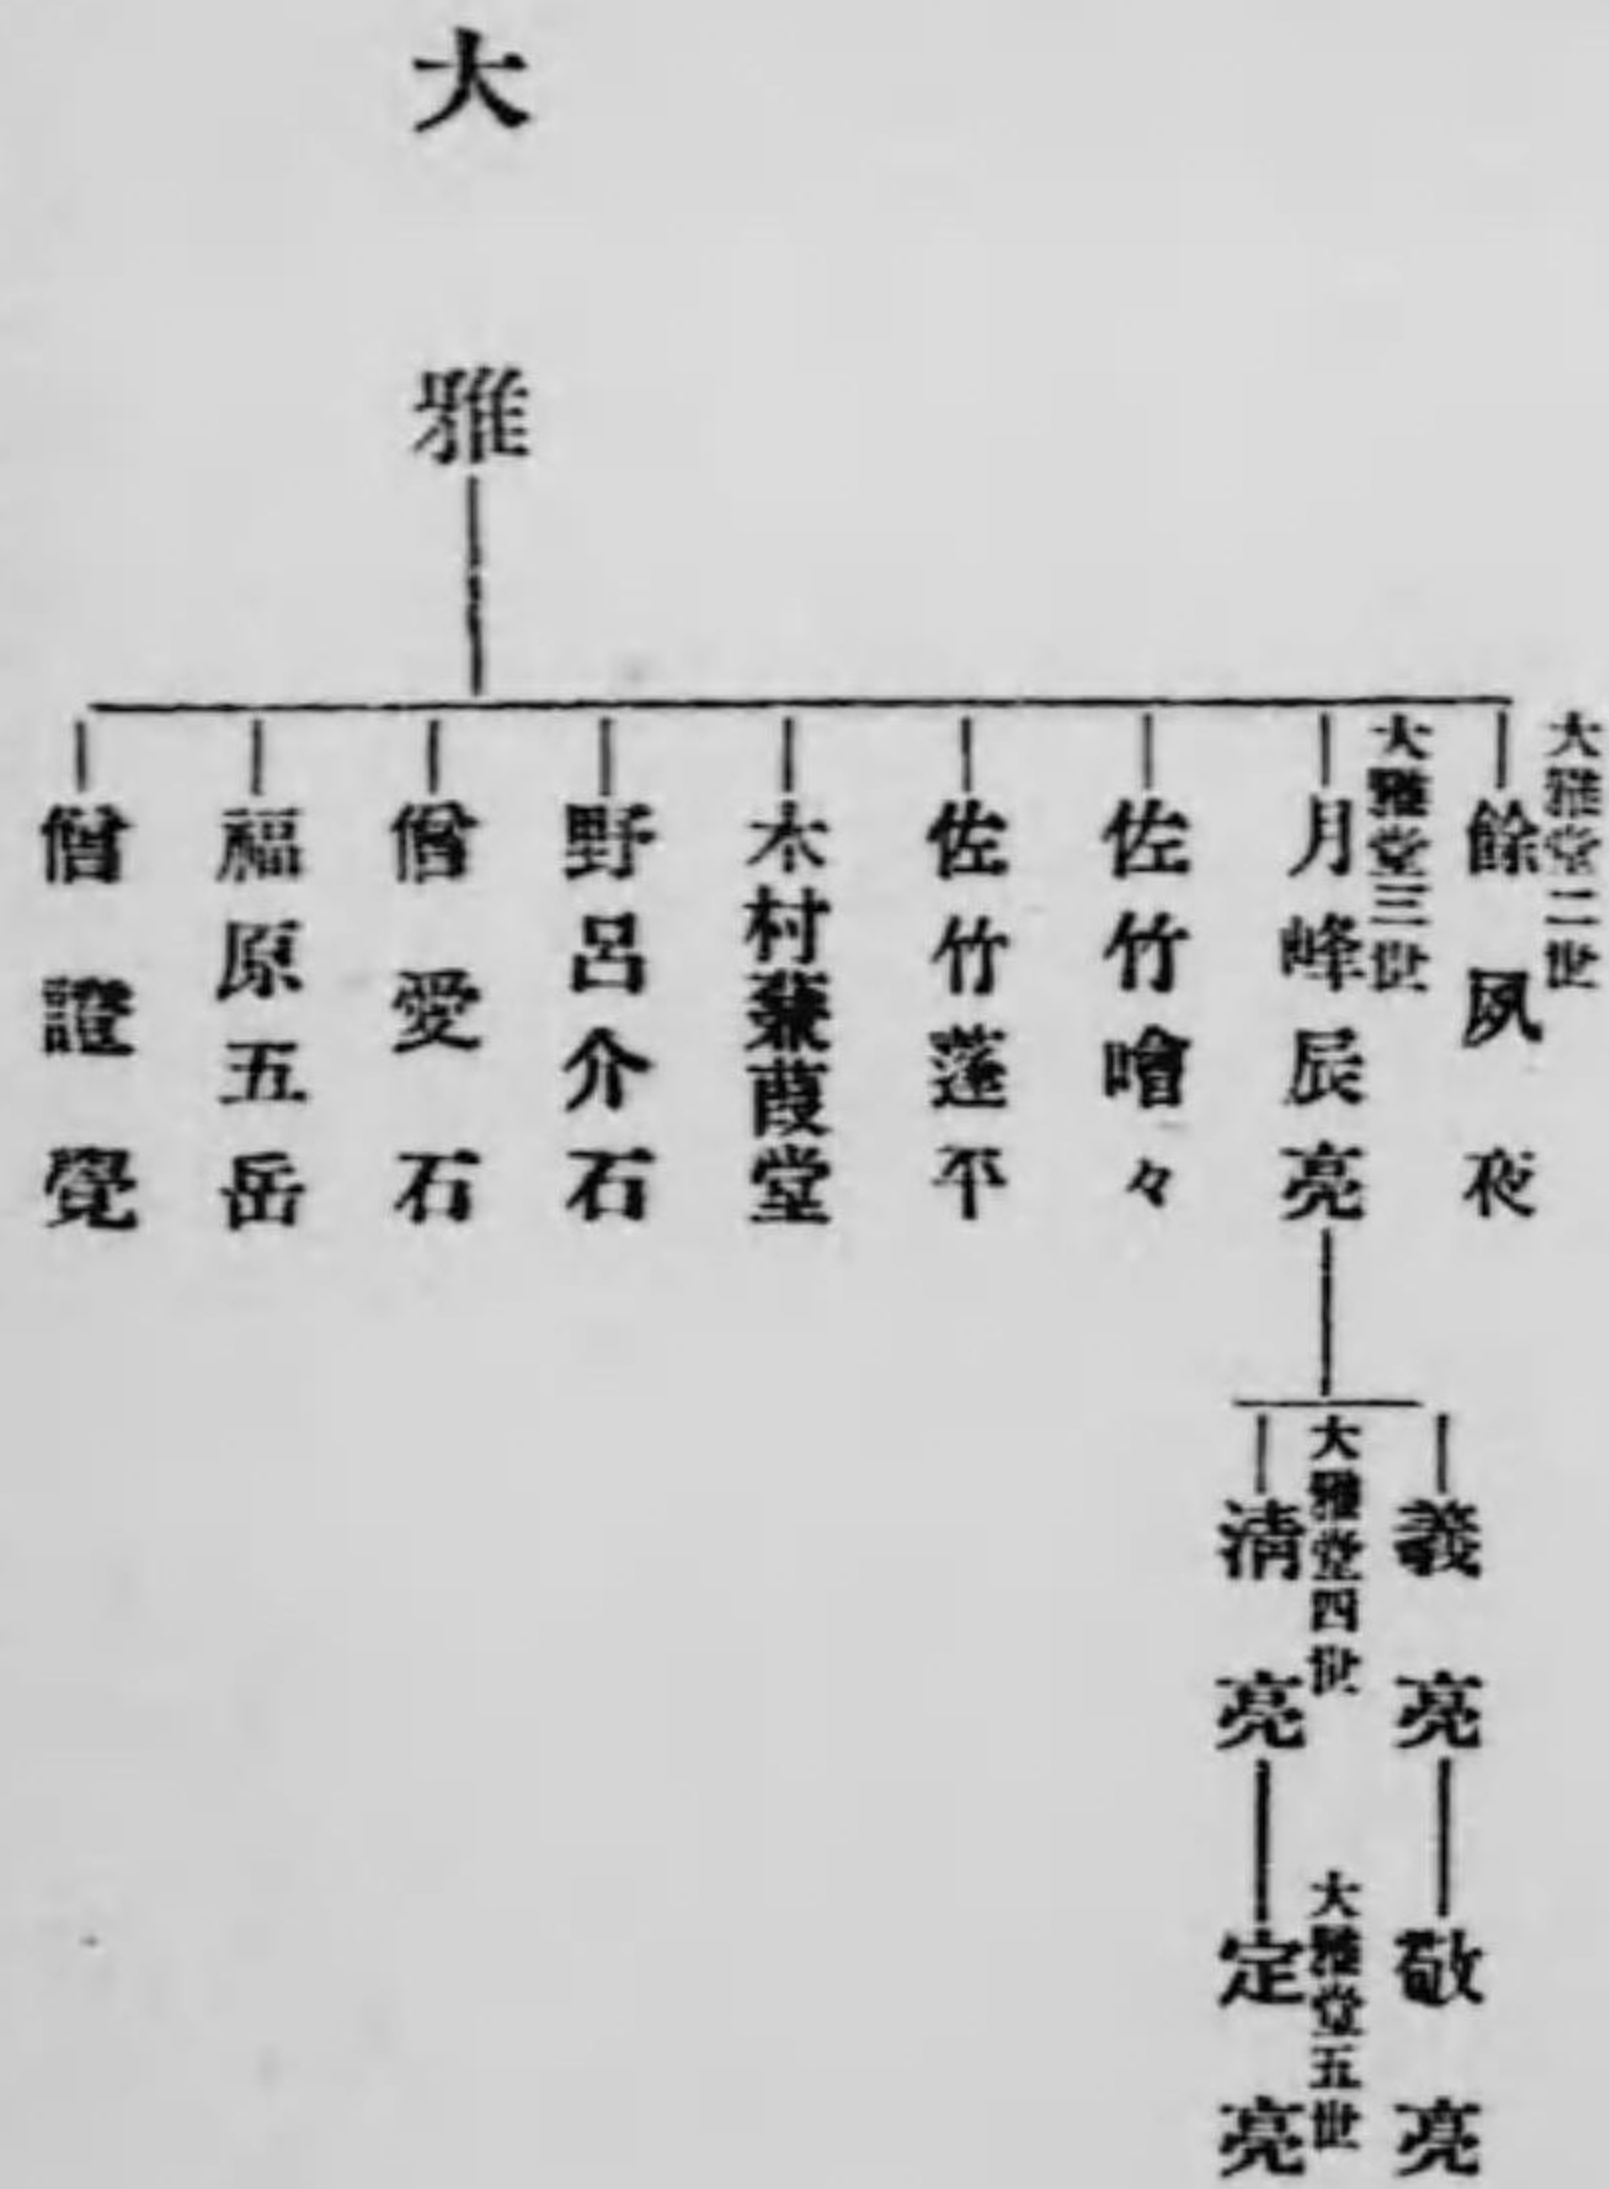 大雅
大雅堂二世
餘夙夜
大雅堂三世
月峰辰亮
佐竹噲々
佐竹蓬平
木村蒹葭堂
野呂介石
僧愛石
福原五岳
僧證覺
義亮
大雅堂四世
清亮
敬亮
大雅堂五世
定亮